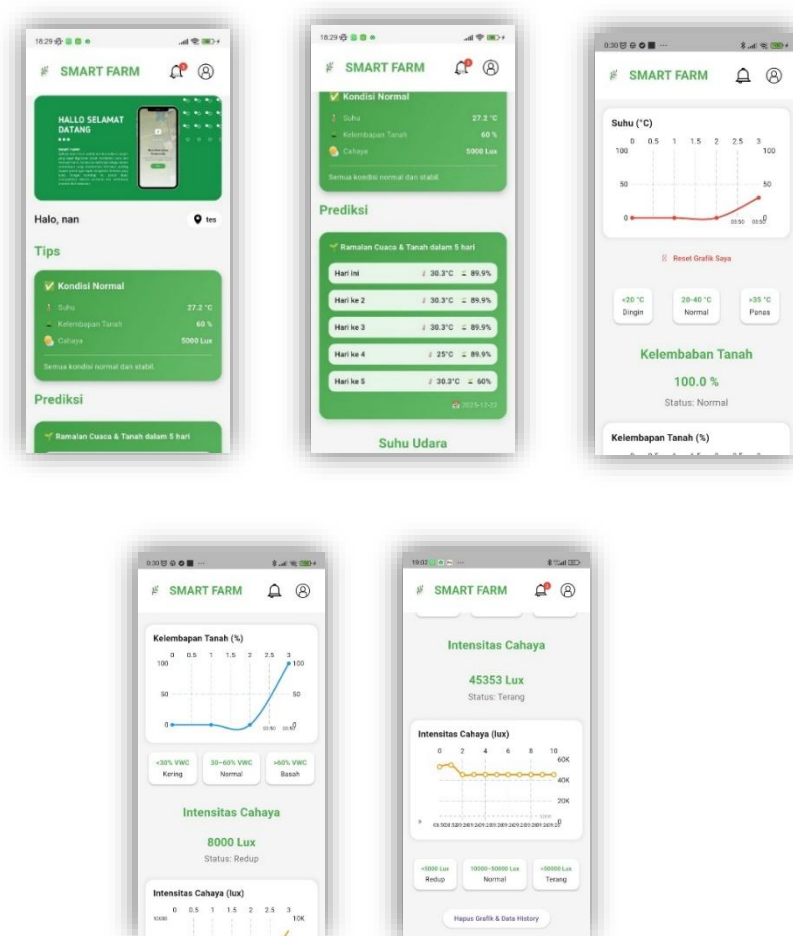 18:29
SMART FARM
HALLO SELAMAT
DATANG
Halo, nan
tes
Tips
Kondisi Normal
Suhu 27.2 °C
Kelembapan Tanah 60 %
Cahaya 5000 Lux
Semua kondisi normal dan stabil.
Prediksi
Ramalan Cuaca & Tanah dalam 5 hari
18:29
SMART FARM
Kondisi Normal
Suhu 27.2 °C
Kelembapan Tanah 60 %
Cahaya 5000 Lux
Semua kondisi normal dan stabil.
Prediksi
Ramalan Cuaca & Tanah dalam 5 hari
Hari ini 30.3°C 89.9%
Hari ke 2 30.3°C 89.9%
Hari ke 3 30.3°C 89.9%
Hari ke 4 25°C 89.9%
Hari ke 5 30.3°C 60%
2025-12-22
Suhu Udara
0:30
SMART FARM
Suhu (°C)
0 0.5 1 1.5 2 2.5 3
100 100
50 50
0 03:50 03:50 0
Reset Grafik Saya
<20 °C 20-40 °C >35 °C
Dingin Normal Panas
Kelembaban Tanah
100.0 %
Status: Normal
Kelembapan Tanah (%)
0:30
SMART FARM
Kelembapan Tanah (%)
0 0.5 1 1.5 2 2.5 3
100 100
50 50
0 03:50 03:50 0
<30% VWC 30–60% VWC >60% VWC
Kering Normal Basah
Intensitas Cahaya
8000 Lux
Status: Redup
Intensitas Cahaya (lux)
0 0.5 1 1.5 2 2.5 3
10000 10K
19:02
SMART FARM
Intensitas Cahaya
45353 Lux
Status: Terang
Intensitas Cahaya (lux)
0 2 4 6 8 10
60K
40K
20K
0
<5000 Lux 10000–50000 Lux >50000 Lux
Redup Normal Terang
Hapus Grafik & Data History